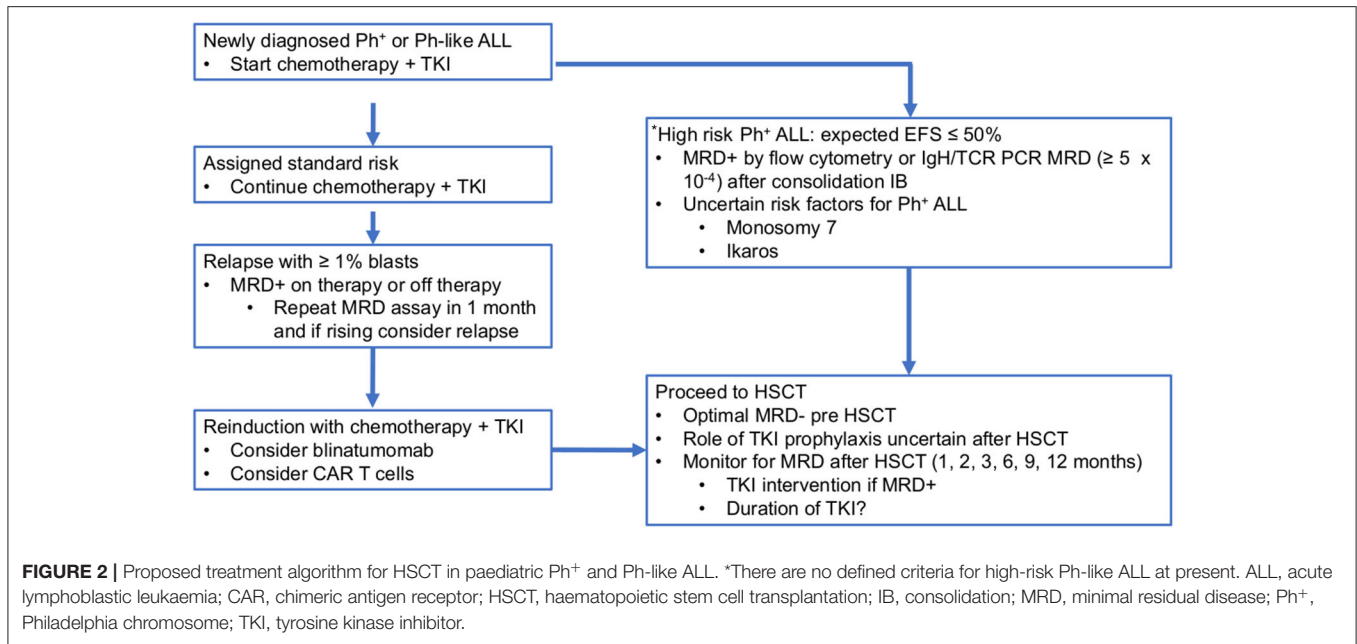 Newly diagnosed Ph⁺ or Ph-like ALL
• Start chemotherapy + TKI
Assigned standard risk
• Continue chemotherapy + TKI
Relapse with ≥ 1% blasts
• MRD+ on therapy or off therapy
• Repeat MRD assay in 1 month
and if rising consider relapse
Reinduction with chemotherapy + TKI
• Consider blinatumomab
• Consider CAR T cells
*High risk Ph⁺ ALL: expected EFS ≤ 50%
• MRD+ by flow cytometry or IgH/TCR PCR MRD (≥ 5 x
10⁻⁴) after consolidation IB
• Uncertain risk factors for Ph⁺ ALL
• Monosomy 7
• Ikaros
Proceed to HSCT
• Optimal MRD- pre HSCT
• Role of TKI prophylaxis uncertain after HSCT
• Monitor for MRD after HSCT (1, 2, 3, 6, 9, 12 months)
• TKI intervention if MRD+
• Duration of TKI?
FIGURE 2 | Proposed treatment algorithm for HSCT in paediatric Ph⁺ and Ph-like ALL. *There are no defined criteria for high-risk Ph-like ALL at present. ALL, acute
lymphoblastic leukaemia; CAR, chimeric antigen receptor; HSCT, haematopoietic stem cell transplantation; IB, consolidation; MRD, minimal residual disease; Ph⁺,
Philadelphia chromosome; TKI, tyrosine kinase inhibitor.